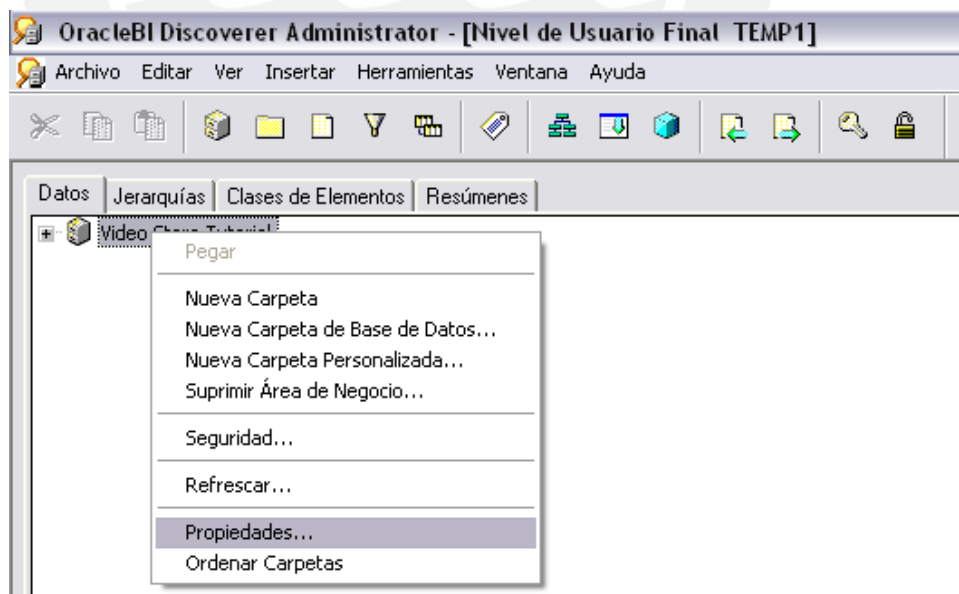 OracleBI Discoverer Administrator - [Nivel de Usuario Final TEMP1]
Archivo Editar Ver Insertar Herramientas Ventana Ayuda
Datos Jerarquías Clases de Elementos Resúmenes
Video Store Tutorial
Pegar
Nueva Carpeta
Nueva Carpeta de Base de Datos...
Nueva Carpeta Personalizada...
Suprimir Área de Negocio...
Seguridad...
Refrescar...
Propiedades...
Ordenar Carpetas